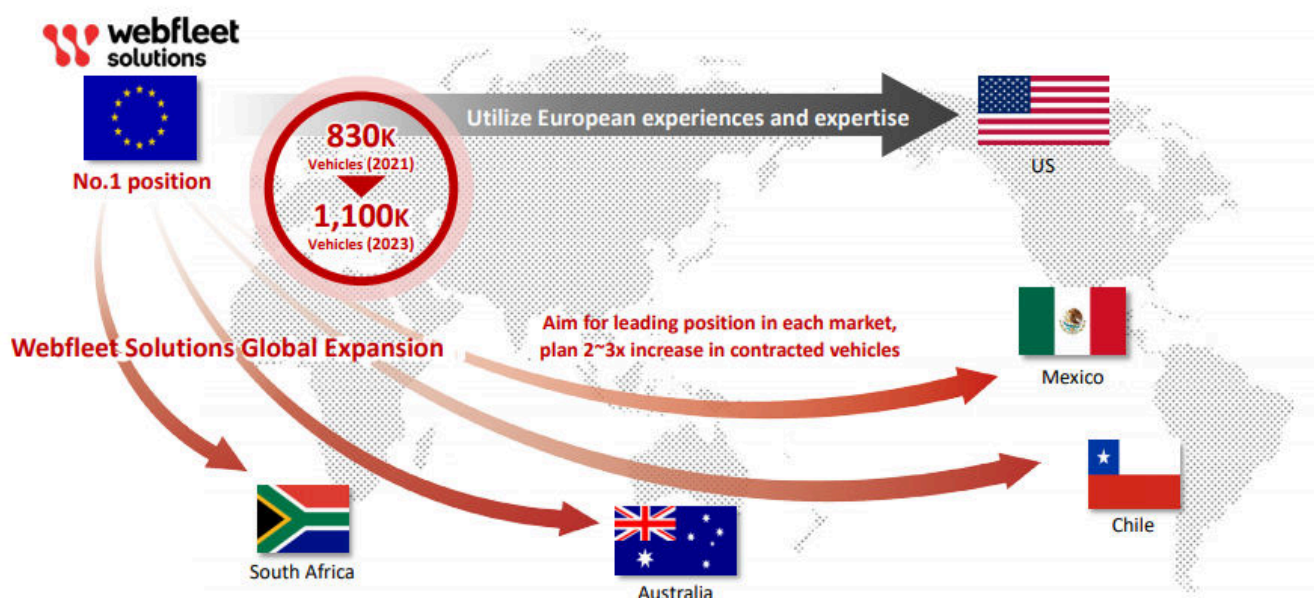 webfleet
solutions
No.1 position
830K
Vehicles (2021)
1,100K
Vehicles (2023)
Utilize European experiences and expertise
US
Webfleet Solutions Global Expansion
Aim for leading position in each market,
plan 2~3x increase in contracted vehicles
Mexico
Chile
South Africa
Australia